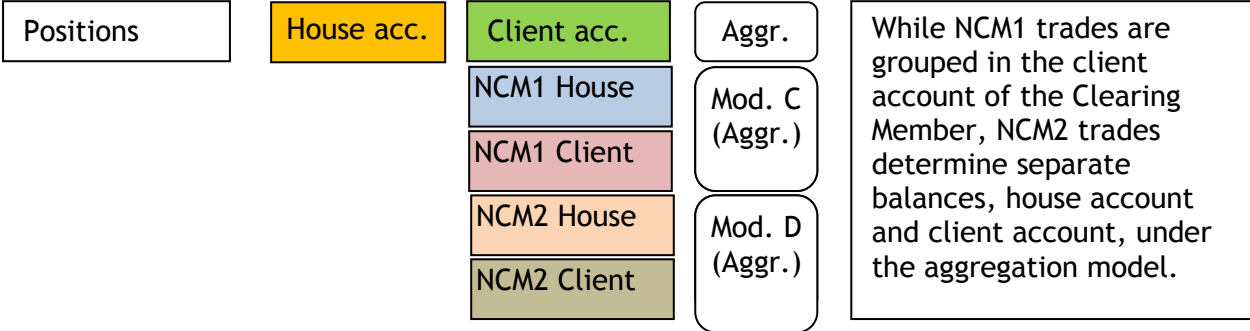 Positions
House acc.
Client acc.
Aggr.
NCM1 House
NCM1 Client
Mod. C
(Aggr.)
NCM2 House
NCM2 Client
Mod. D
(Aggr.)
While NCM1 trades are
grouped in the client
account of the Clearing
Member, NCM2 trades
determine separate
balances, house account
and client account, under
the aggregation model.